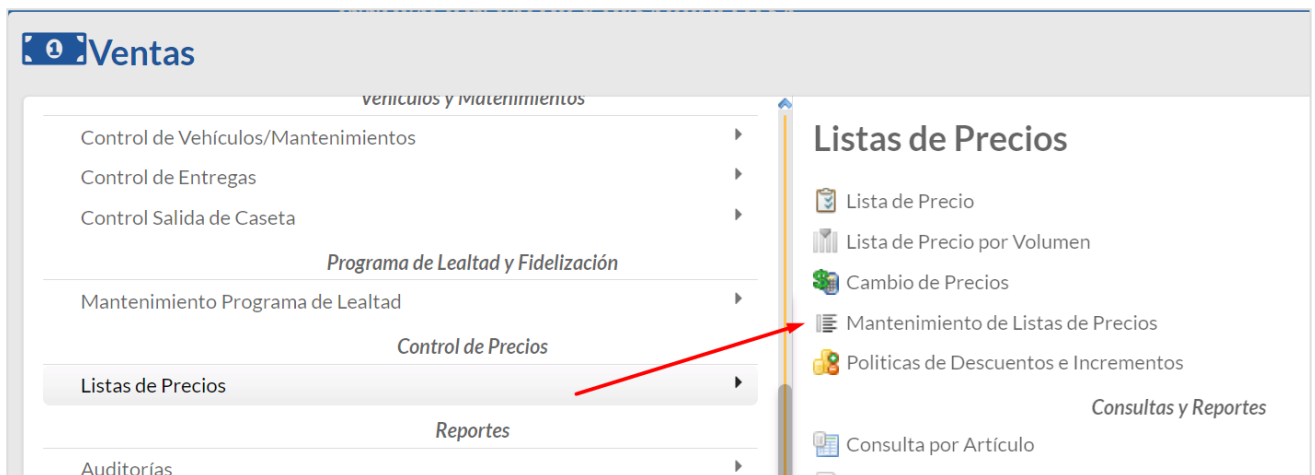 Ventas
Vehículos y Matenimientos
Control de Vehículos/Mantenimientos
Control de Entregas
Control Salida de Caseta
Programa de Lealtad y Fidelización
Mantenimiento Programa de Lealtad
Control de Precios
Listas de Precios
Reportes
Auditorías
Listas de Precios
Lista de Precio
Lista de Precio por Volumen
Cambio de Precios
Mantenimiento de Listas de Precios
Politicas de Descuentos e Incrementos
Consultas y Reportes
Consulta por Artículo